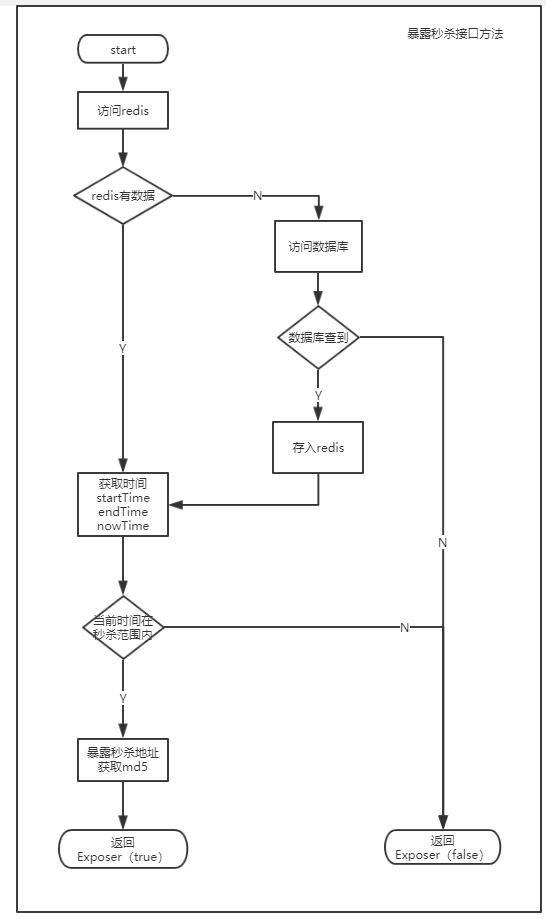 暴露秒杀接口方法
start
访问redis
redis有数据
N
访问数据库
数据库查到
Y
Y
存入redis
获取时间
startTime
endTime
nowTime
N
当前时间在
秒杀范围内
N
Y
暴露秒杀地址
获取md5
返回
Exposer（true）
返回
Exposer（false）